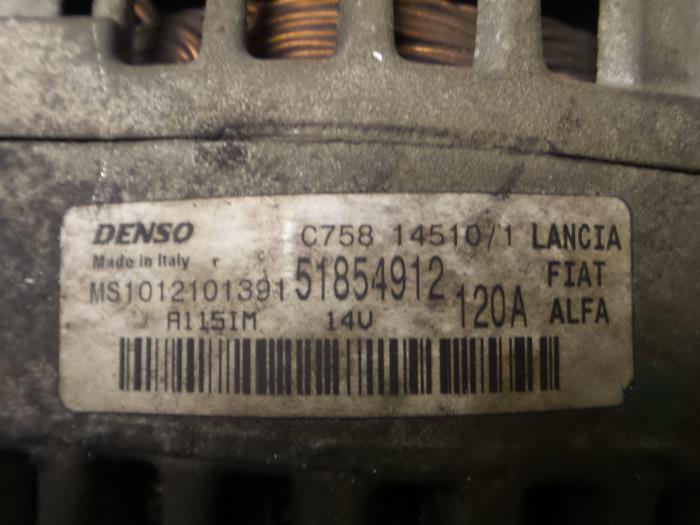 DENSO C758 14510/1 LANCIA
Made in Italy 51854912 FIAT
MS1012101391 120A ALFA
A115IM 14V